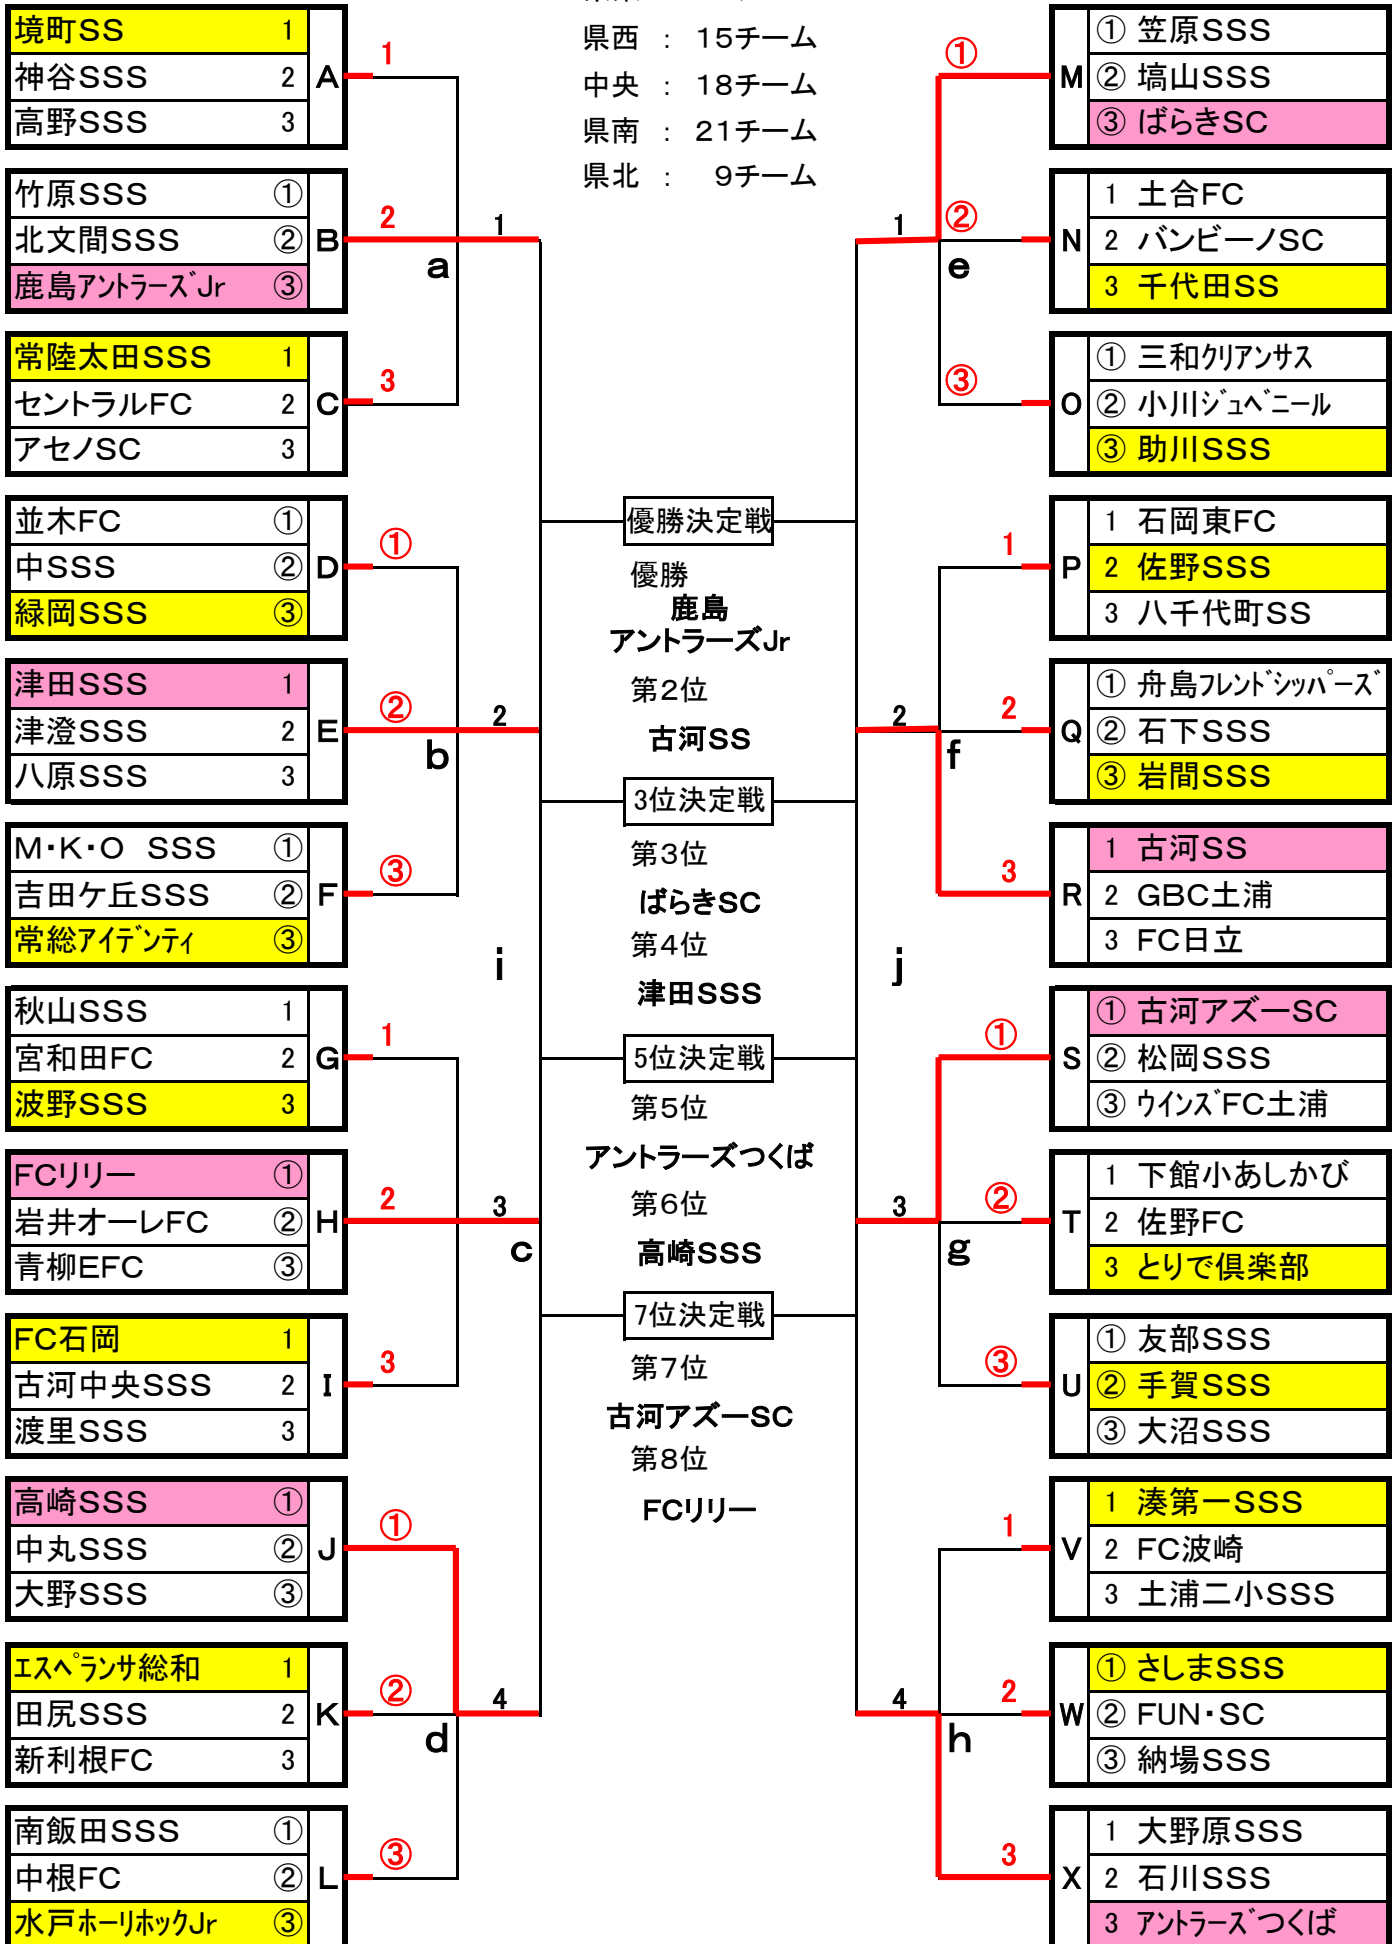 県西 : 15チーム
中央 : 18チーム
県南 : 21チーム
県北 : 9チーム
境町SS 1
神谷SSS 2
高野SSS 3
A
1
竹原SSS ①
北文間SSS ②
鹿島アントラーズJr ③
B
2
常陸太田SSS 1
セントラルFC 2
アセノSC 3
C
3
a
1
並木FC ①
中SSS ②
緑岡SSS ③
D
①
津田SSS 1
津澄SSS 2
八原SSS 3
E
②
M・K・O SSS ①
吉田ケ丘SSS ②
常総アイデンティ ③
F
③
b
2
秋山SSS 1
宮和田FC 2
波野SSS 3
G
1
FCリリー ①
岩井オーレFC ②
青柳EFC ③
H
2
FC石岡 1
古河中央SSS 2
渡里SSS 3
I
3
c
3
高崎SSS ①
中丸SSS ②
大野SSS ③
J
①
エスペランサ総和 1
田尻SSS 2
新利根FC 3
K
②
南飯田SSS ①
中根FC ②
水戸ホーリホックJr ③
L
③
d
4
i
優勝決定戦
優勝
鹿島
アントラーズJr
第2位
古河SS
3位決定戦
第3位
ばらきSC
第4位
津田SSS
5位決定戦
第5位
アントラーズつくば
第6位
高崎SSS
7位決定戦
第7位
古河アズーSC
第8位
FCリリー
j
①
M
① 笠原SSS
② 塙山SSS
③ ばらきSC
②
N
1 土合FC
2 バンビーノSC
3 千代田SS
③
O
① 三和クリアンサス
② 小川ジュベニール
③ 助川SSS
1
e
1
P
1 石岡東FC
2 佐野SSS
3 八千代町SS
2
Q
① 舟島フレンドシッパーズ
② 石下SSS
③ 岩間SSS
3
R
1 古河SS
2 GBC土浦
3 FC日立
2
f
①
S
① 古河アズーSC
② 松岡SSS
③ ウインズFC土浦
②
T
1 下館小あしかび
2 佐野FC
3 とりで倶楽部
③
U
① 友部SSS
② 手賀SSS
③ 大沼SSS
3
g
1
V
1 湊第一SSS
2 FC波崎
3 土浦二小SSS
2
W
① さしまSSS
② FUN・SC
③ 納場SSS
3
X
1 大野原SSS
2 石川SSS
3 アントラーズつくば
4
h